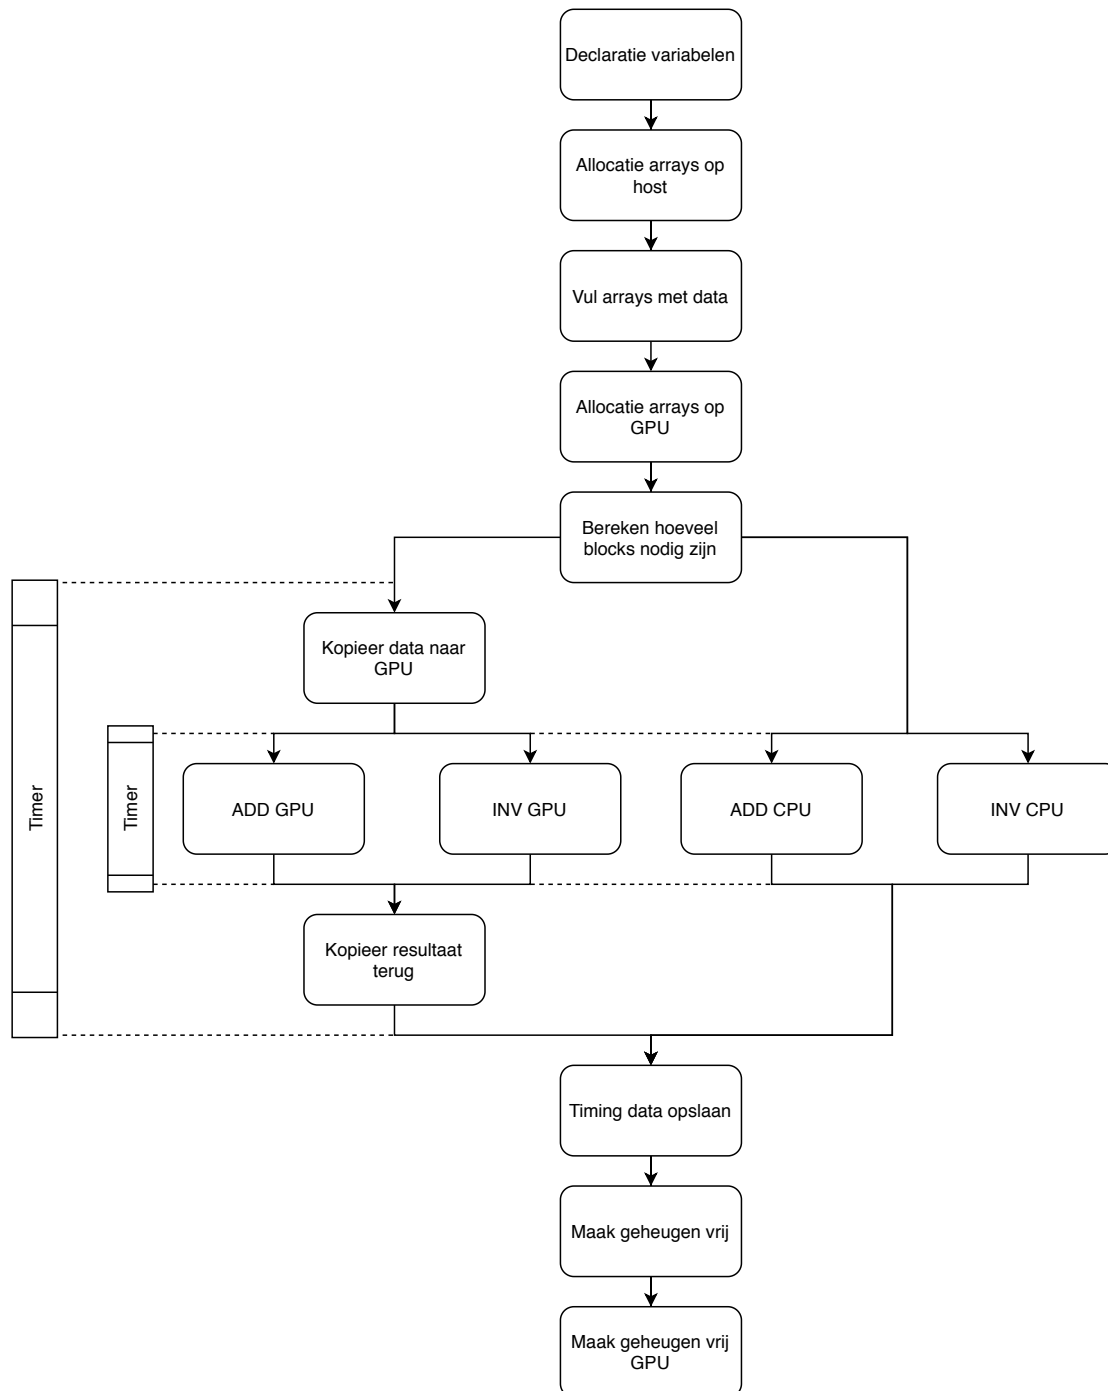 Declaratie variabelen
Allocatie arrays op
host
Vul arrays met data
Allocatie arrays op
GPU
Bereken hoeveel
blocks nodig zijn
Kopieer data naar
GPU
Timer
Timer
ADD GPU
INV GPU
ADD CPU
INV CPU
Kopieer resultaat
terug
Timing data opslaan
Maak geheugen vrij
Maak geheugen vrij
GPU